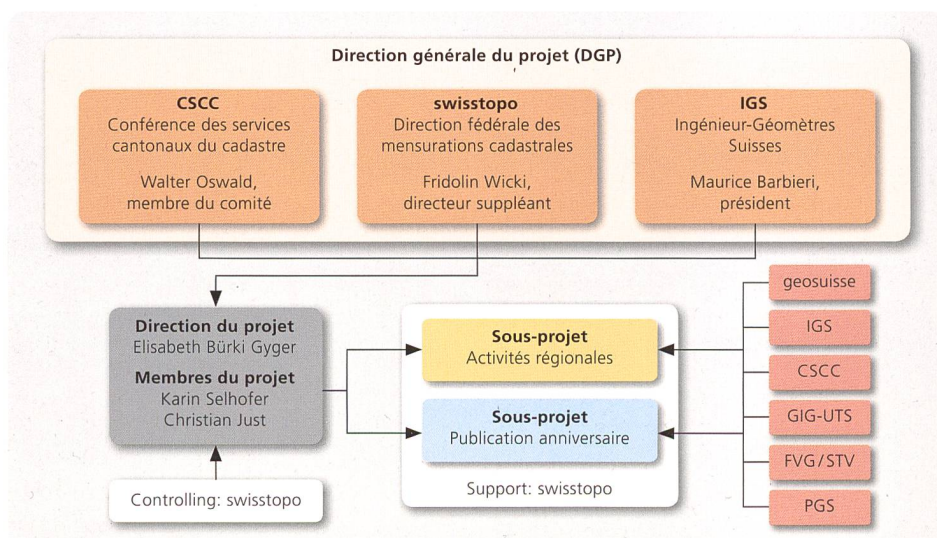 Direction générale du projet (DGP)
CSCC
Conférence des services
cantonaux du cadastre
Walter Oswald,
membre du comité
swisstopo
Direction fédérale des
mensurations cadastrales
Fridolin Wicki,
directeur suppléant
IGS
Ingénieur-Géomètres
Suisses
Maurice Barbieri,
président
Direction du projet
Elisabeth Bürki Gyger
Membres du projet
Karin Selhofer
Christian Just
Controlling: swisstopo
Sous-projet
Activités régionales
Sous-projet
Publication anniversaire
Support: swisstopo
geosuisse
IGS
CSCC
GIG-UTS
FVG/STV
PGS